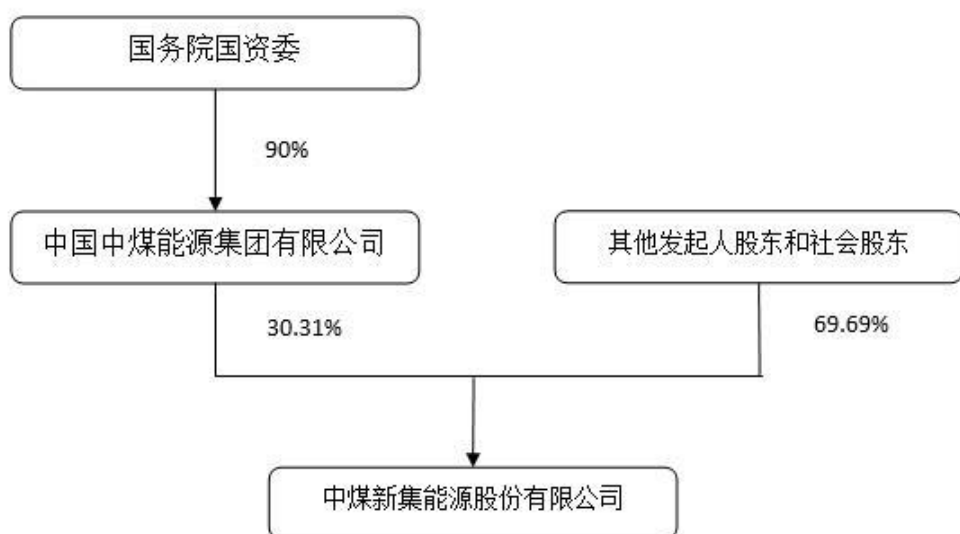 国务院国资委
90%
中国中煤能源集团有限公司
其他发起人股东和社会股东
30.31%
69.69%
中煤新集能源股份有限公司